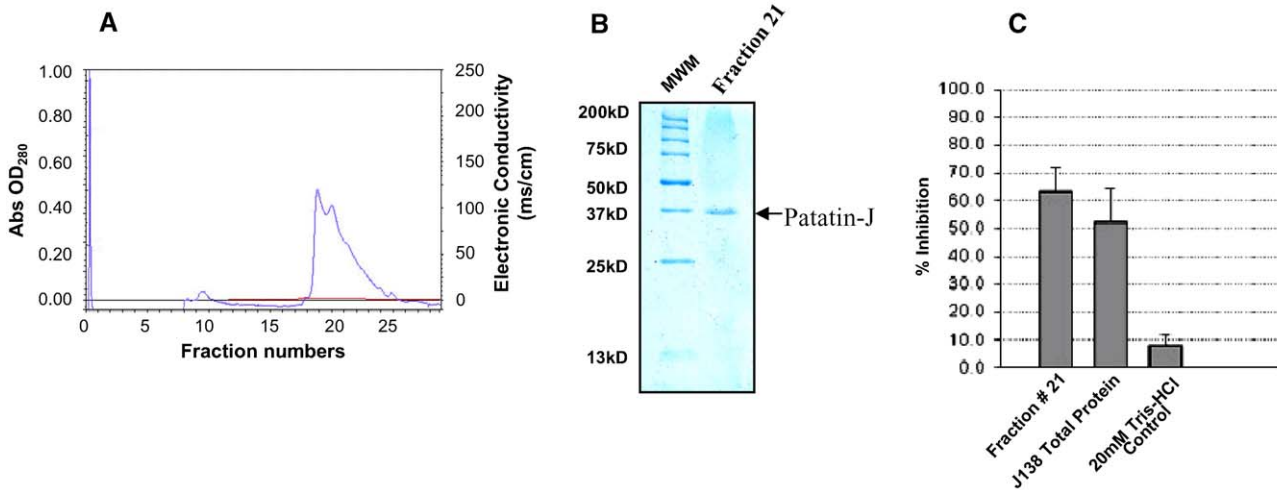 A
1.00
0.80
0.60
0.40
0.20
0.00
Abs OD280
250
200
150
100
50
0
Electronic Conductivity
(ms/cm)
0 5 10 15 20 25
Fraction numbers
B
MWM
Fraction 21
200kD
75kD
50kD
37kD
25kD
13kD
Patatin-J
C
100.0
90.0
80.0
70.0
60.0
50.0
40.0
30.0
20.0
10.0
0.0
% Inhibition
Fraction # 21
J138 Total Protein
20mM Tris-HCl
Control